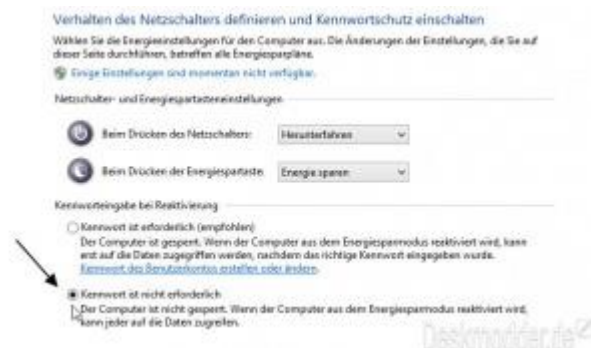 Verhalten des Netzschalters definieren und Kennwortschutz einschalten
Wählen Sie die Energieeinstellungen für den Computer aus. Die Änderungen der Einstellungen, die Sie auf
dieser Seite durchführen, betreffen alle Energiesparpläne.
Einige Einstellungen sind momentan nicht verfügbar.
Netzschalter- und Energiespartasteneinstellungen
Beim Drücken des Netzschalters: Herunterfahren
Beim Drücken der Energiespartaste: Energie sparen
Kennworteingabe bei Reaktivierung
Kennwort ist erforderlich (empfohlen)
Der Computer ist gesperrt. Wenn der Computer aus dem Energiesparmodus reaktiviert wird, kann
erst auf die Daten zugegriffen werden, nachdem das richtige Kennwort eingegeben wurde.
Kennwort des Benutzerkontos erstellen oder ändern.
Kennwort ist nicht erforderlich
Der Computer ist nicht gesperrt. Wenn der Computer aus dem Energiesparmodus reaktiviert wird,
kann jeder auf die Daten zugreifen.
Deskmodder.de